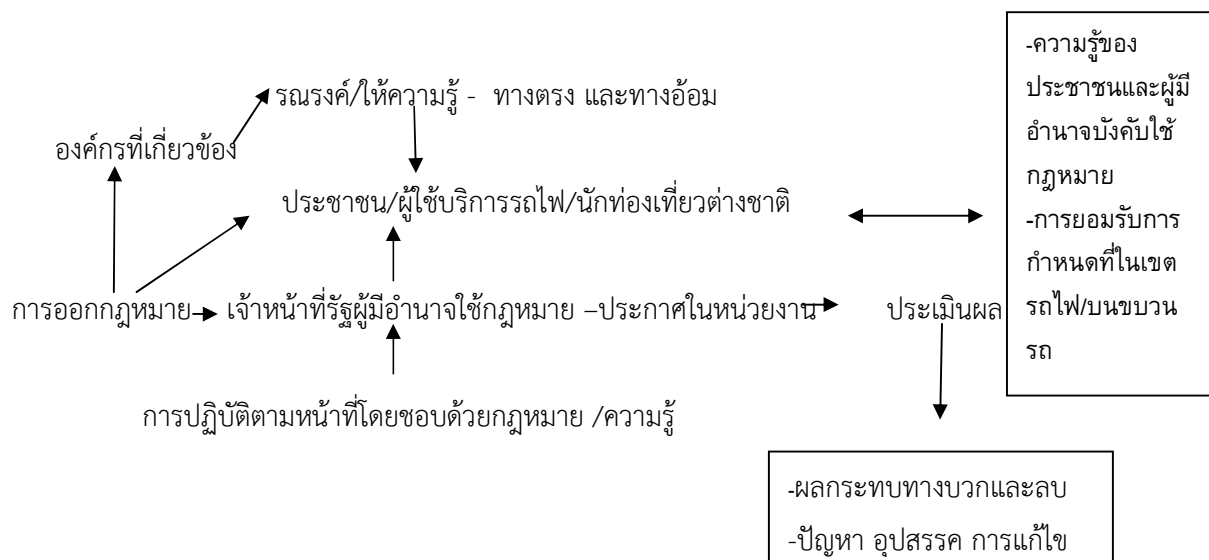 รณรงค์/ให้ความรู้ -  ทางตรง และทางอ้อม
องค์กรที่เกี่ยวข้อง
ประชาชน/ผู้ใช้บริการรถไฟ/นักท่องเที่ยวต่างชาติ
การออกกฎหมาย
เจ้าหน้าที่รัฐผู้มีอำนาจใช้กฎหมาย –ประกาศในหน่วยงาน
ประเมินผล
การปฏิบัติตามหน้าที่โดยชอบด้วยกฎหมาย /ความรู้
-ความรู้ของ
ประชาชนและผู้มี
อำนาจบังคับใช้
กฎหมาย
-การยอมรับการ
กำหนดที่ในเขต
รถไฟ/บนขบวน
รถ
-ผลกระทบทางบวกและลบ
-ปัญหา อุปสรรค การแก้ไข